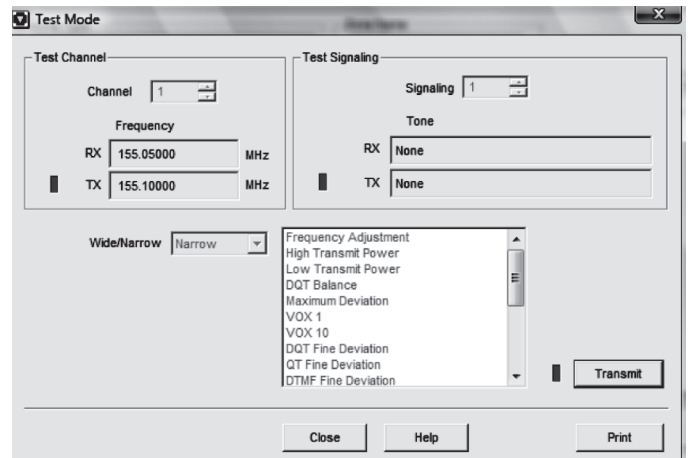 Test Mode
Test Channel
Channel 1
Frequency
RX 155.05000 MHz
TX 155.10000 MHz
Test Signaling
Signaling 1
Tone
RX None
TX None
Wide/Narrow Narrow
Frequency Adjustment
High Transmit Power
Low Transmit Power
DQT Balance
Maximum Deviation
VOX 1
VOX 10
DQT Fine Deviation
QT Fine Deviation
DTMF Fine Deviation
Transmit
Close Help Print